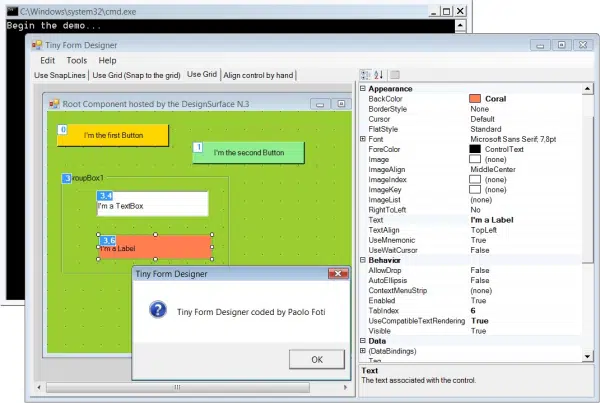 C:\Windows\system32\cmd.exe
Begin the demo...
Tiny Form Designer
Edit Tools Help
Use SnapLines Use Grid (Snap to the grid) Use Grid Align control by hand
Root Component hosted by the DesignSurface N.3
0
I'm the first Button
1
I'm the second Button
3
roupBox1
3,4
I'm a TextBox
3,6
I'm a Label
Tiny Form Designer
Tiny Form Designer coded by Paolo Foti
OK
Appearance
BackColor Coral
BorderStyle None
Cursor Default
FlatStyle Standard
Font Microsoft Sans Serif; 7,8pt
ForeColor ControlText
Image (none)
ImageAlign MiddleCenter
ImageIndex (none)
ImageKey (none)
ImageList (none)
RightToLeft No
Text I'm a Label
TextAlign TopLeft
UseMnemonic True
UseWaitCursor False
Behavior
AllowDrop False
AutoEllipsis False
ContextMenuStrip (none)
Enabled True
TabIndex 6
UseCompatibleTextRendering True
Visible True
Data
(DataBindings)
Text
The text associated with the control.